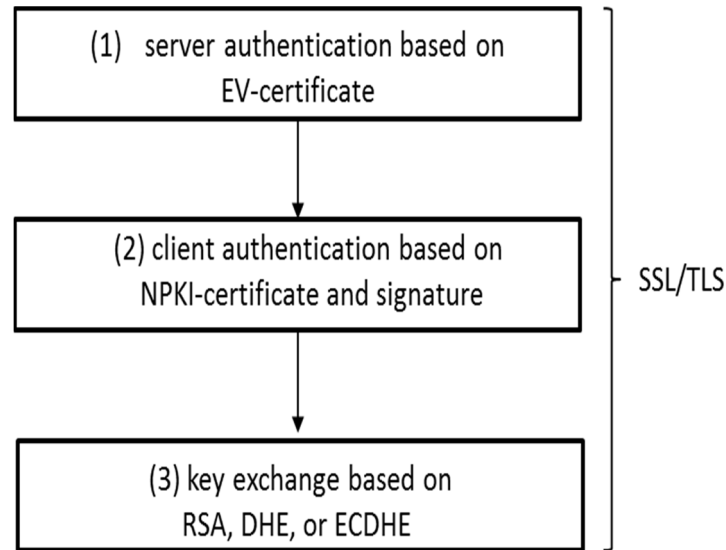 (1) server authentication based on
EV-certificate
(2) client authentication based on
NPKI-certificate and signature
SSL/TLS
(3) key exchange based on
RSA, DHE, or ECDHE